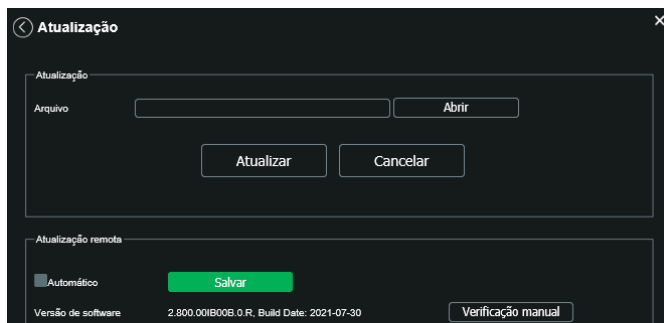 Atualização
Atualização
Arquivo Abrir
Atualizar Cancelar
Atualização remota
Automático Salvar
Versão de software 2.800.00IB00B.0.R, Build Date: 2021-07-30 Verificação manual